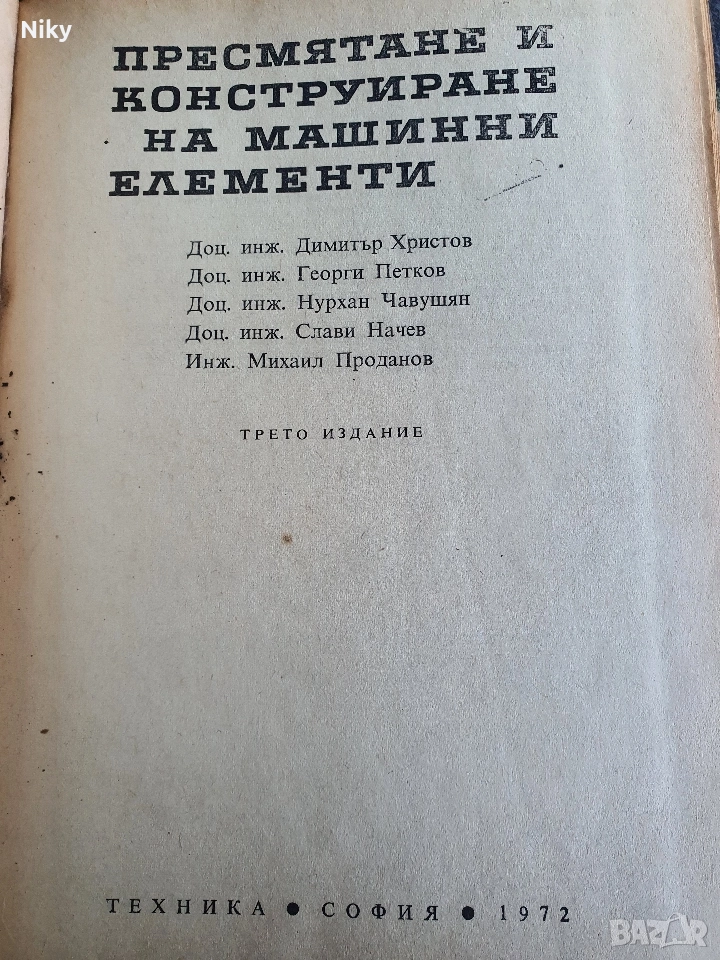 Niky
ПРЕСМЯТАНЕ И
КОНСТРУИРАНЕ
НА МАШИННИ
ЕЛЕМЕНТИ
Доц. инж. Димитър Христов
Доц. инж. Георги Петков
Доц. инж. Нурхан Чавушян
Доц. инж. Слави Начев
Инж. Михаил Проданов
ТРЕТО ИЗДАНИЕ
ТЕХНИКА ● СОФИЯ ● 1972
BAZAR